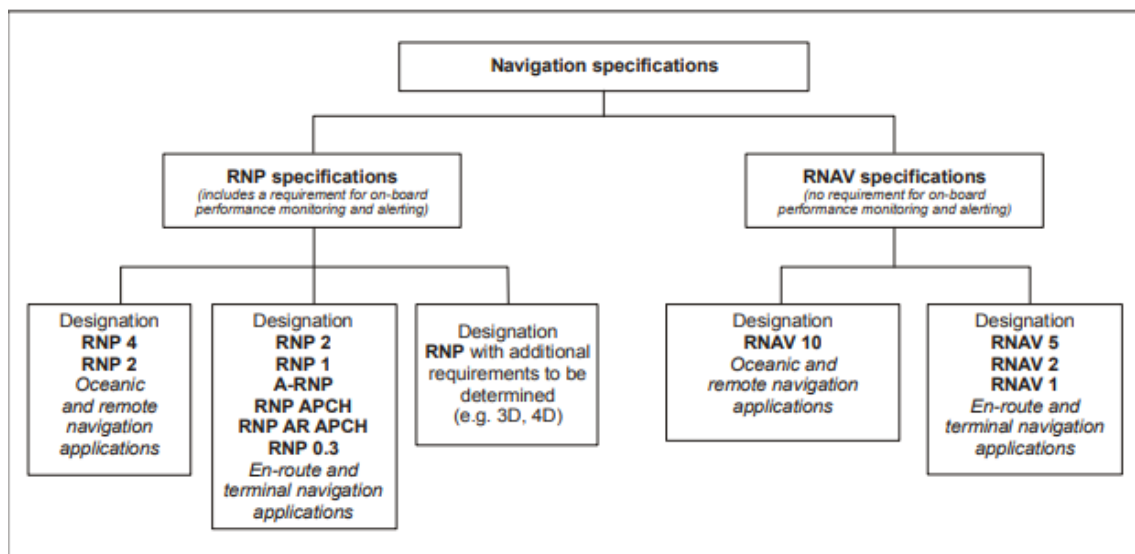 Navigation specifications
RNP specifications
(includes a requirement for on-board
performance monitoring and alerting)
RNAV specifications
(no requirement for on-board
performance monitoring and alerting)
Designation
RNP 4
RNP 2
Oceanic
and remote
navigation
applications
Designation
RNP 2
RNP 1
A-RNP
RNP APCH
RNP AR APCH
RNP 0.3
En-route and
terminal navigation
applications
Designation
RNP with additional
requirements to be
determined
(e.g. 3D, 4D)
Designation
RNAV 10
Oceanic and
remote navigation
applications
Designation
RNAV 5
RNAV 2
RNAV 1
En-route and
terminal navigation
applications